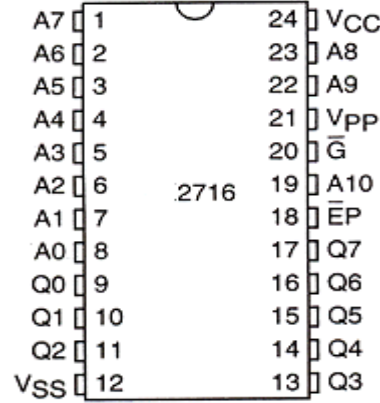 A7 1 24 VCC
A6 2 23 A8
A5 3 22 A9
A4 4 21 VPP
A3 5 20 G̅
A2 6 19 A10
.2716
A1 7 18 E̅P
A0 8 17 Q7
Q0 9 16 Q6
Q1 10 15 Q5
Q2 11 14 Q4
VSS 12 13 Q3